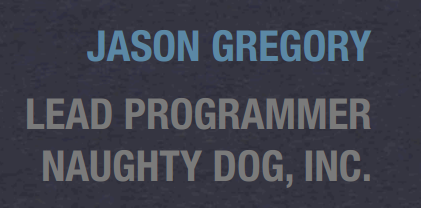 JASON GREGORY
LEAD PROGRAMMER
NAUGHTY DOG, INC.